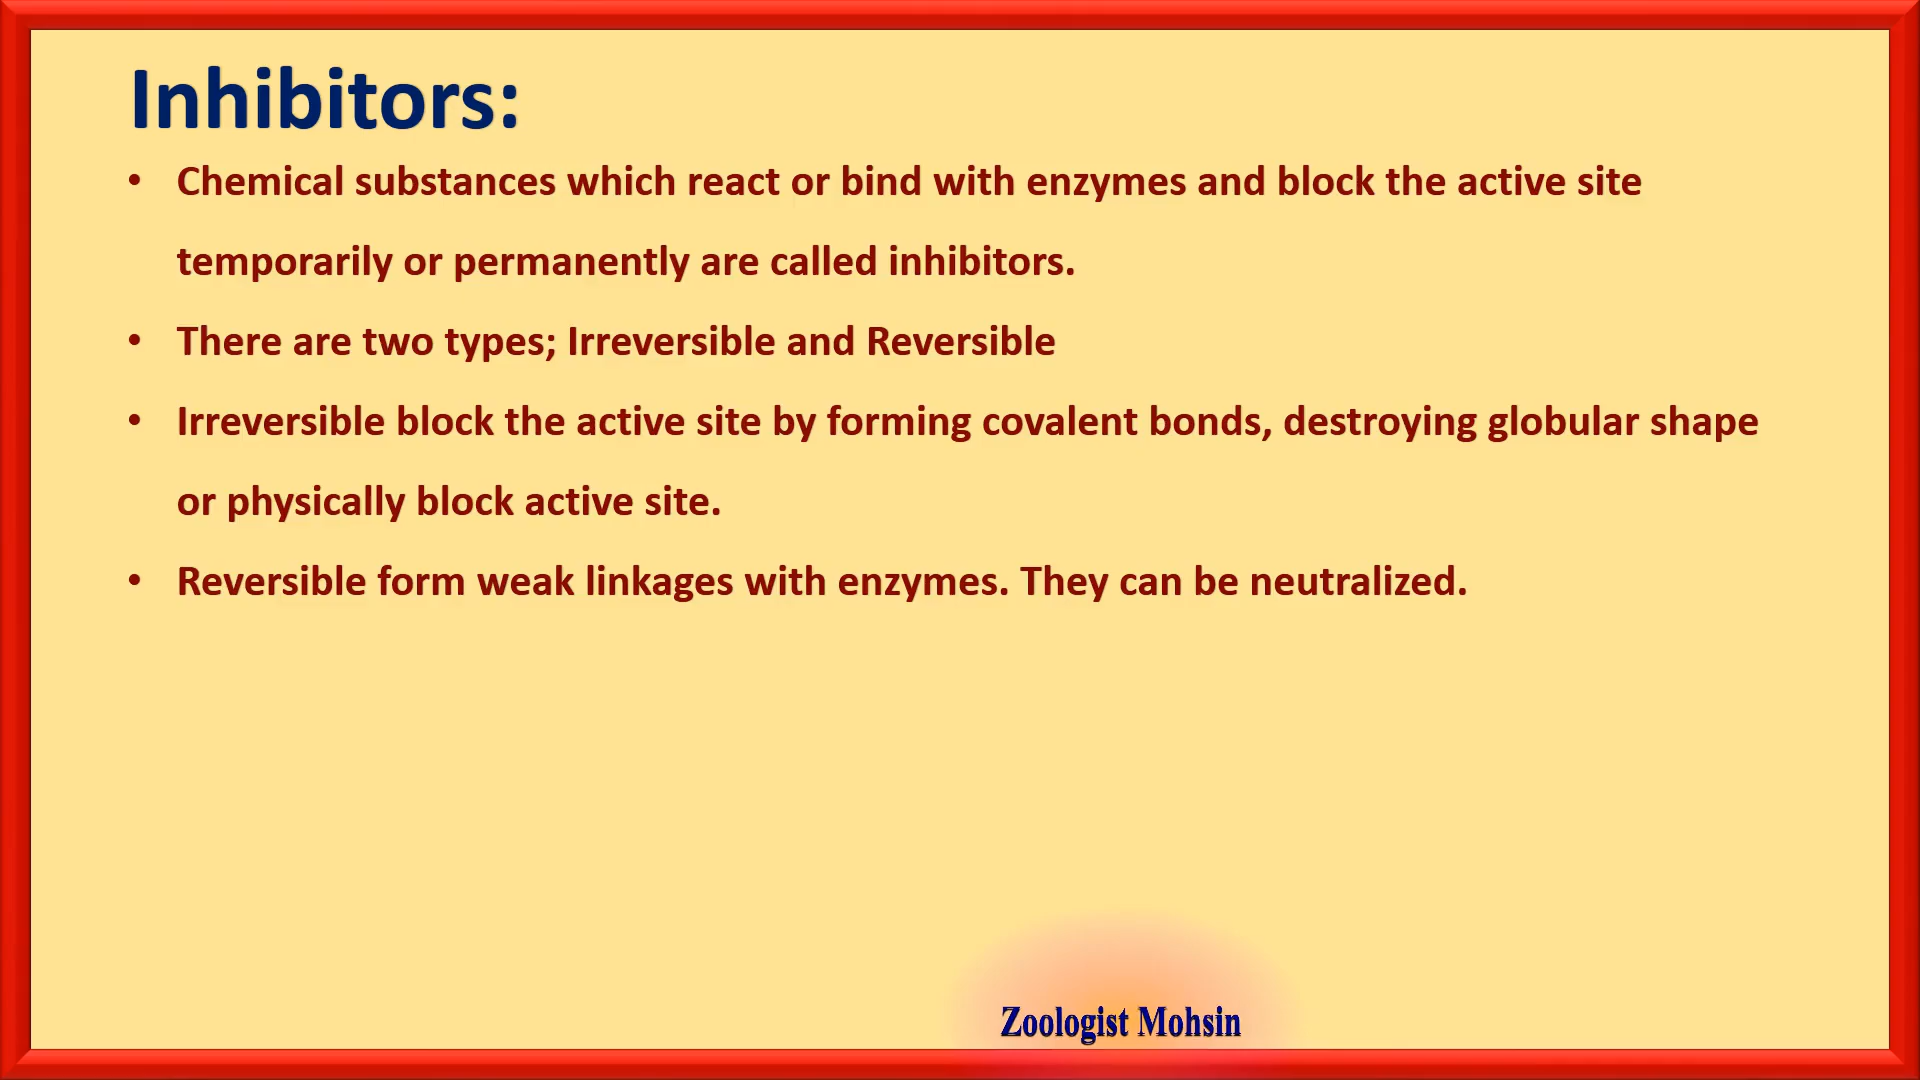 Inhibitors:
• Chemical substances which react or bind with enzymes and block the active site
temporarily or permanently are called inhibitors.
• There are two types; Irreversible and Reversible
• Irreversible block the active site by forming covalent bonds, destroying globular shape
or physically block active site.
• Reversible form weak linkages with enzymes. They can be neutralized.
Zoologist Mohsin